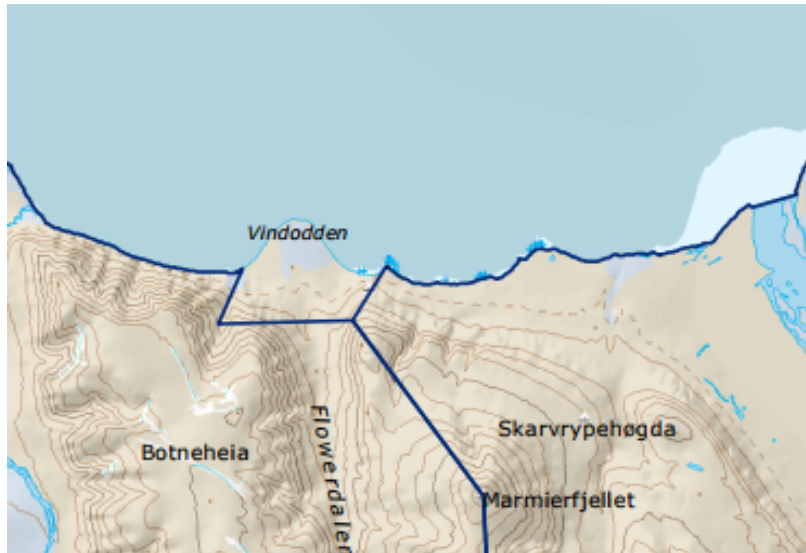 Vindodden
Skarvrypehøgda
Botneheia
Flowerdalen
Marmierfjellet